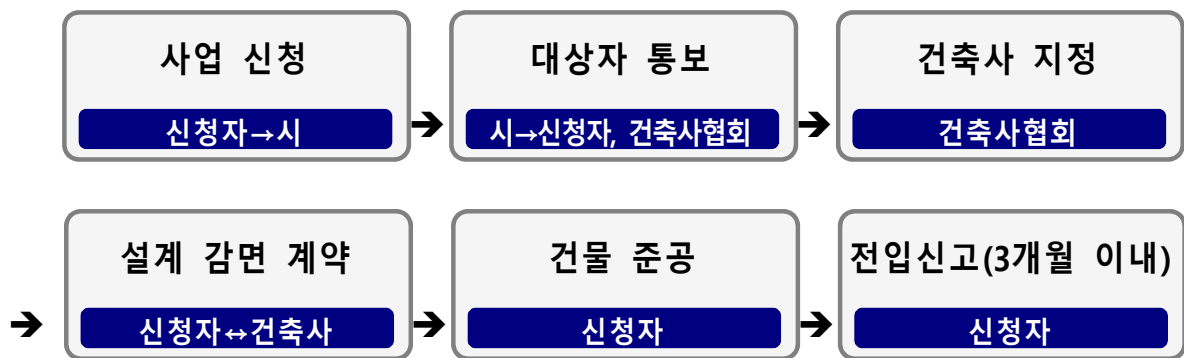 사업 신청
신청자→시
➔
대상자 통보
시→신청자, 건축사협회
➔
건축사 지정
건축사협회
➔
설계 감면 계약
신청자↔건축사
➔
건물 준공
신청자
➔
전입신고(3개월 이내)
신청자